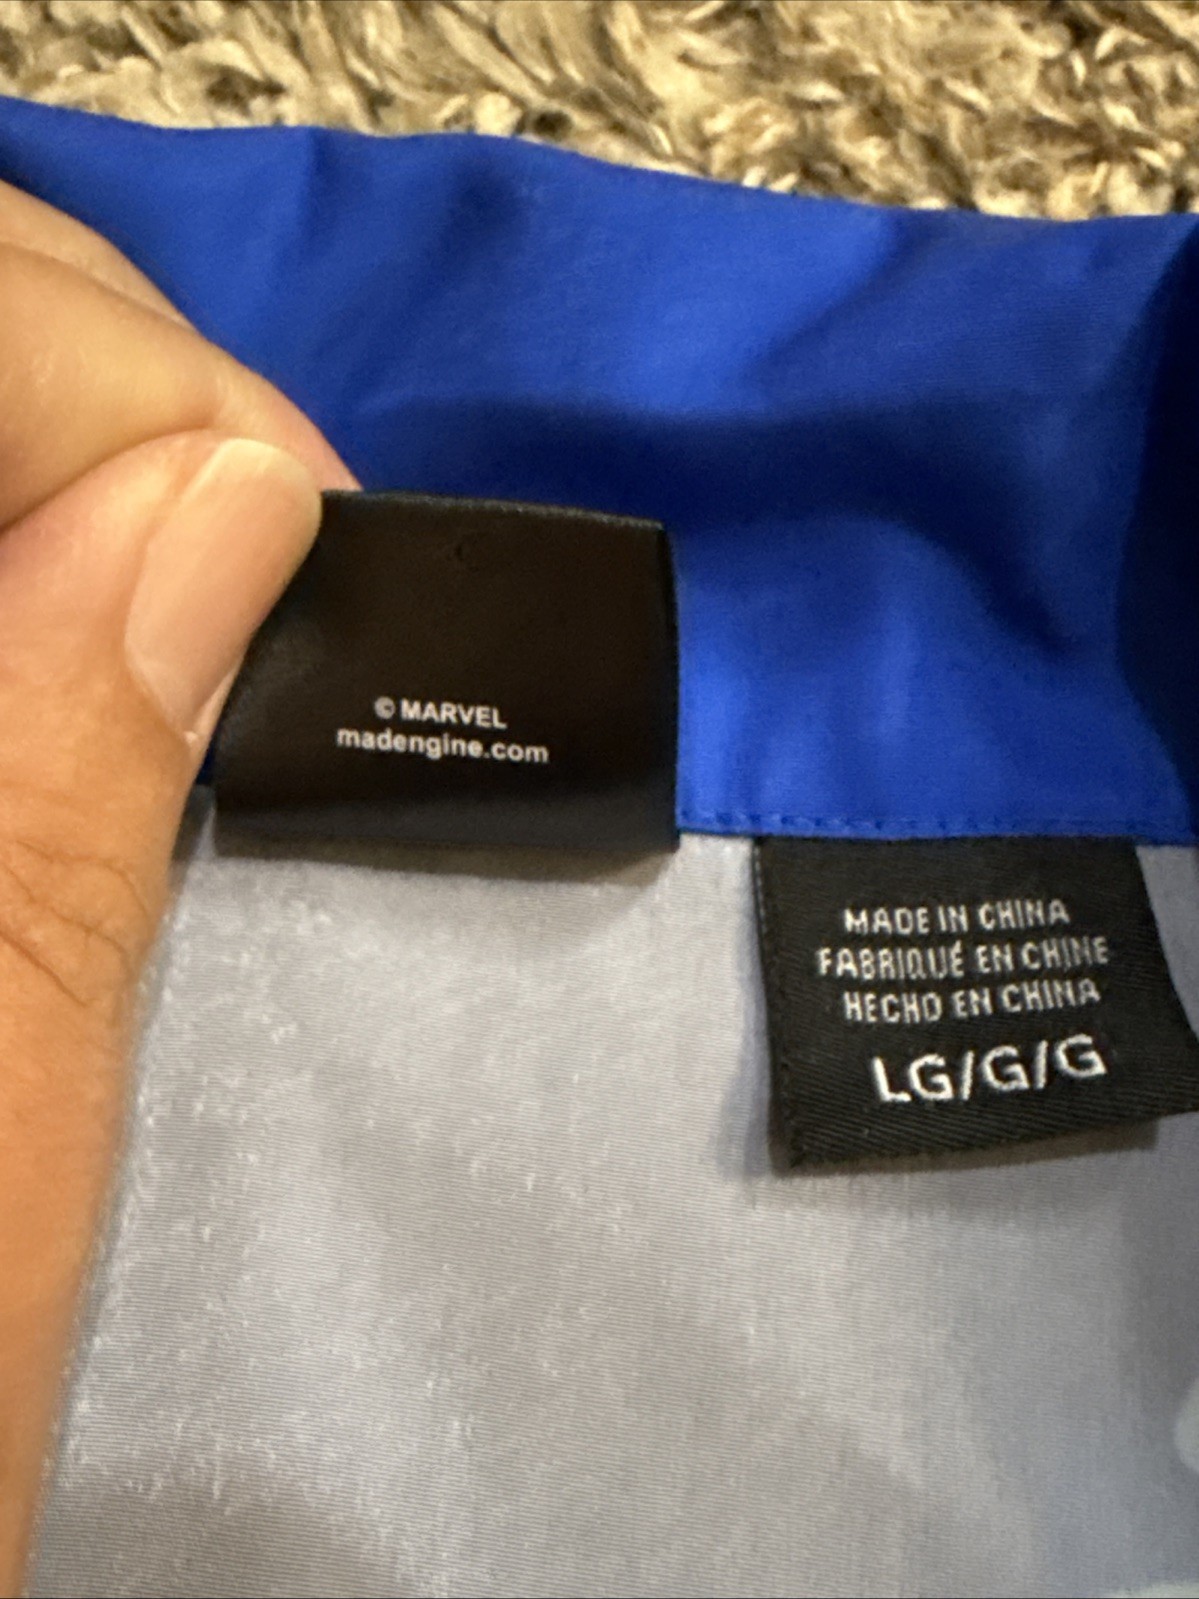 © MARVEL
madengine.com
MADE IN CHINA
FABRIQUÉ EN CHINE
HECHO EN CHINA
LG/G/G